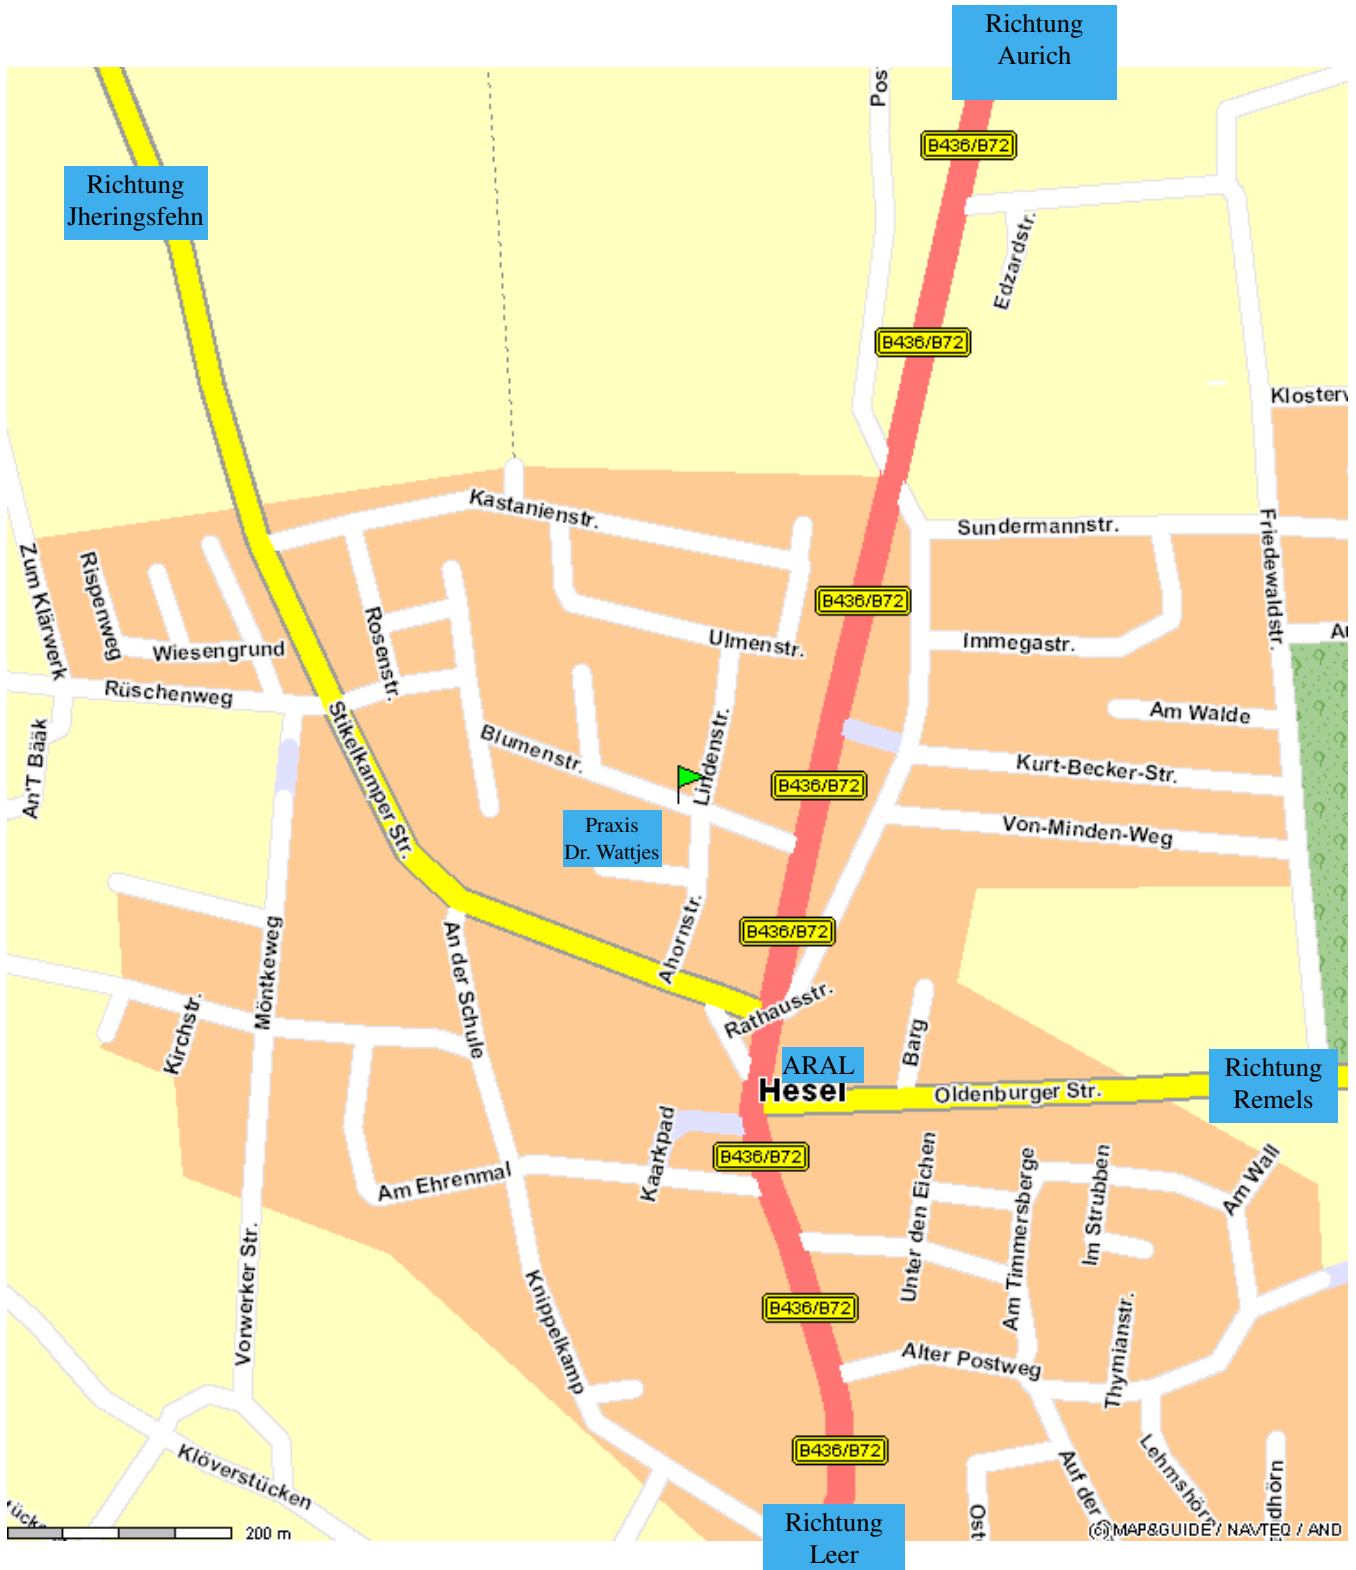 Richtung
Aurich
B436/B72
Richtung
Jheringsfehn
Edzardstr.
B436/B72
Kastanienstr.
Sundermannstr.
Friedewaldstr.
Zum Klärwerk
Rispenweg
Wiesengrund
Rosenstr.
B436/B72
Ulmenstr.
Immegastr.
Rüschenweg
An'T Bääk
Stikelkamper Str.
Blumenstr.
Lindenstr.
Am Walde
Kurt-Becker-Str.
B436/B72
Von-Minden-Weg
Praxis
Dr. Wattjes
Ahornstr.
B436/B72
Möntkeweg
An der Schule
Kirchstr.
Rathausstr.
Barg
ARAL
Hesel
Oldenburger Str.
Richtung
Remels
Kaarkpad
B436/B72
Am Ehrenmal
Unter den Eichen
Am Timmersberge
Im Strubben
Am Wall
Vorwerker Str.
Knippelkamp
B436/B72
Alter Postweg
Thymianstr.
B436/B72
Klöverstücken
Auf der
Lehmshörn
200 m
Richtung
Leer
(c) MAP&GUIDE / NAVTEQ / AND